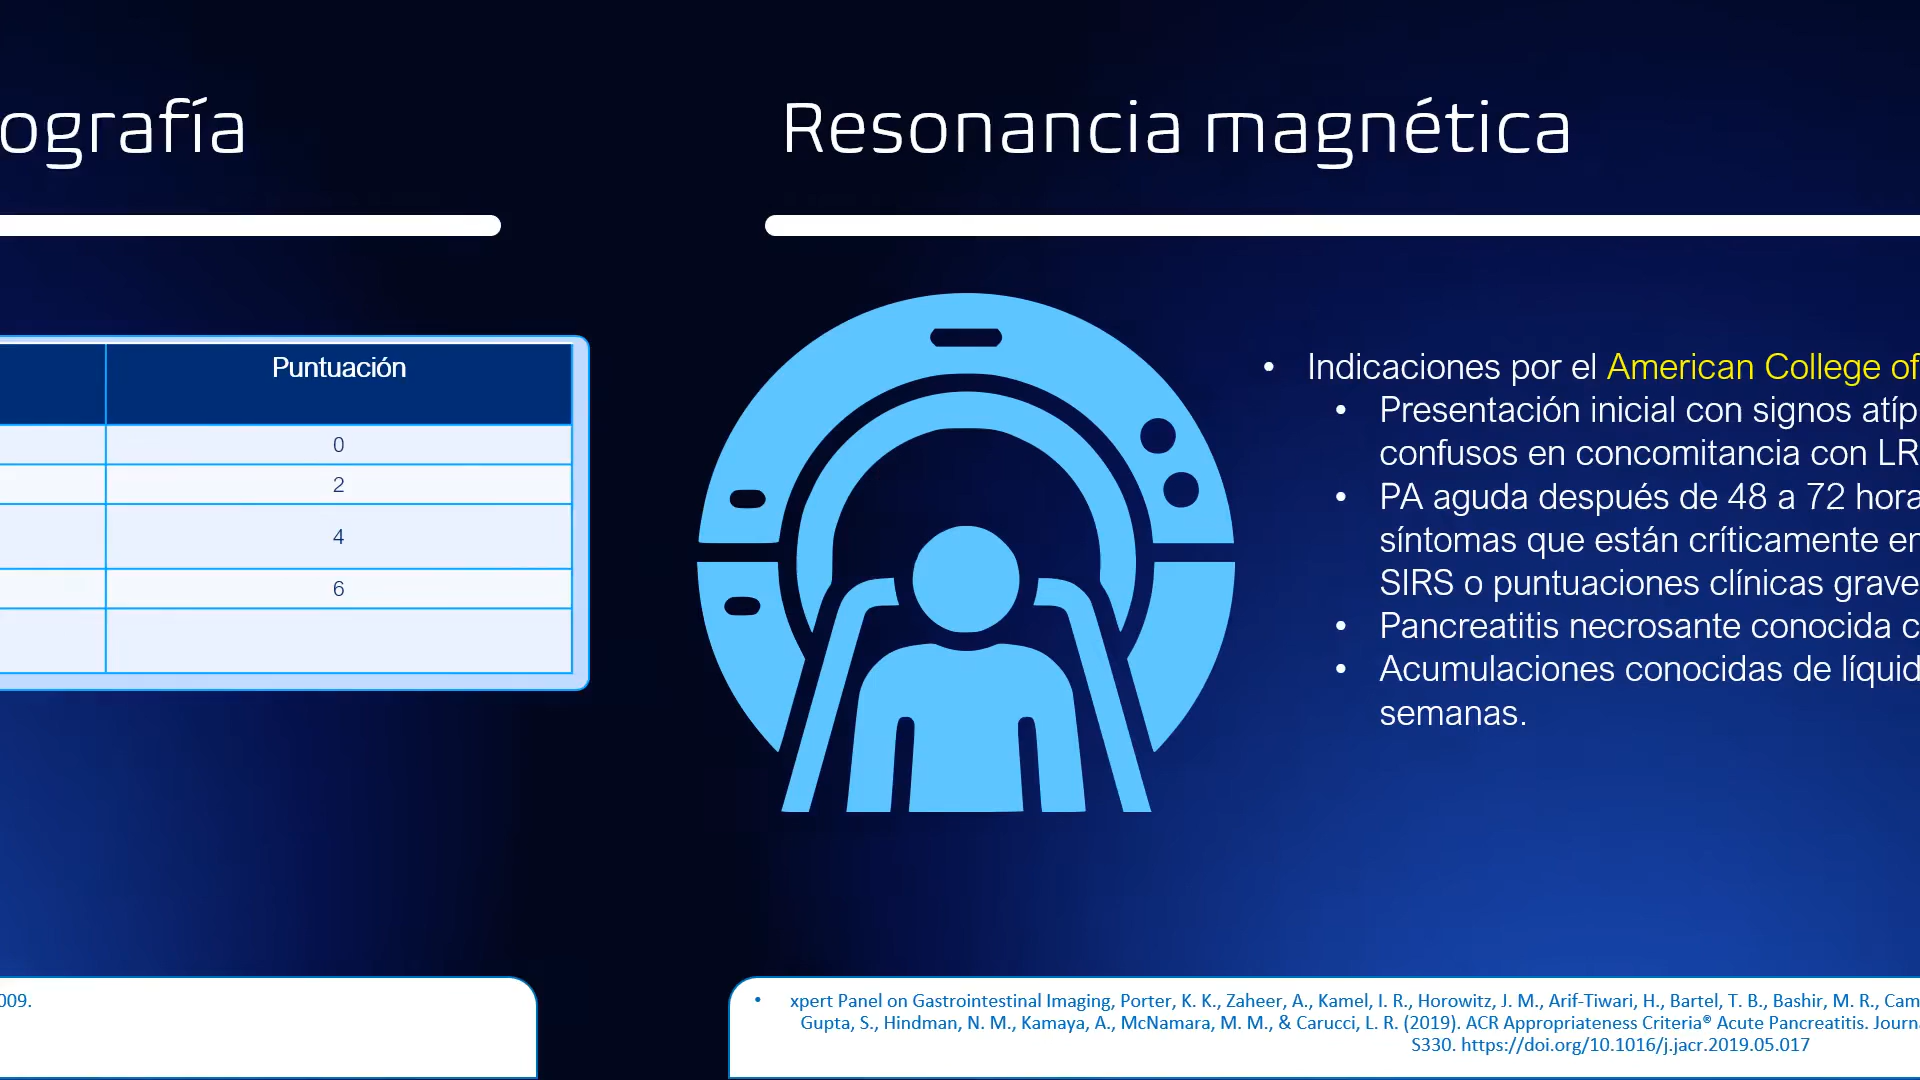 ografía
Puntuación
0
2
4
6
009.
Resonancia magnética
• Indicaciones por el American College of
• Presentación inicial con signos atíp
confusos en concomitancia con LR
• PA aguda después de 48 a 72 hora
síntomas que están críticamente en
SIRS o puntuaciones clínicas grave
• Pancreatitis necrosante conocida c
• Acumulaciones conocidas de líquid
semanas.
• xpert Panel on Gastrointestinal Imaging, Porter, K. K., Zaheer, A., Kamel, I. R., Horowitz, J. M., Arif-Tiwari, H., Bartel, T. B., Bashir, M. R., Cam
Gupta, S., Hindman, N. M., Kamaya, A., McNamara, M. M., & Carucci, L. R. (2019). ACR Appropriateness Criteria® Acute Pancreatitis. Journa
S330. https://doi.org/10.1016/j.jacr.2019.05.017